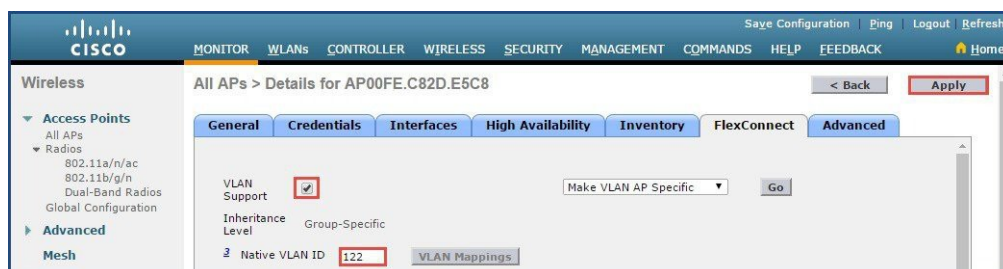 Save Configuration | Ping | Logout | Refresh
CISCO
MONITOR WLANs CONTROLLER WIRELESS SECURITY MANAGEMENT COMMANDS HELP FEEDBACK Home
Wireless
All APs > Details for AP00FE.C82D.E5C8
< Back
Apply
Access Points
All APs
Radios
802.11a/n/ac
802.11b/g/n
Dual-Band Radios
Global Configuration
Advanced
Mesh
General Credentials Interfaces High Availability Inventory FlexConnect Advanced
VLAN
Support
Make VLAN AP Specific
Go
Inheritance
Level
Group-Specific
3 Native VLAN ID 122 VLAN Mappings